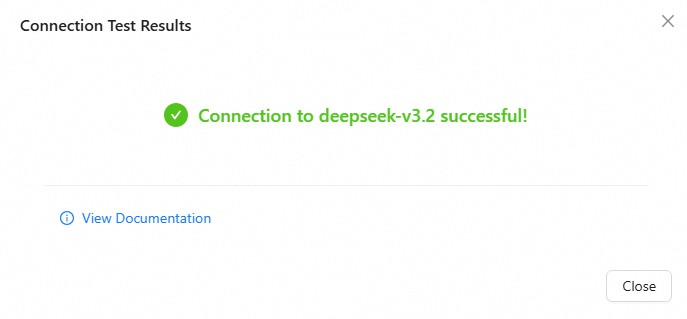 Connection Test Results
Connection to deepseek-v3.2 successful!
View Documentation
Close